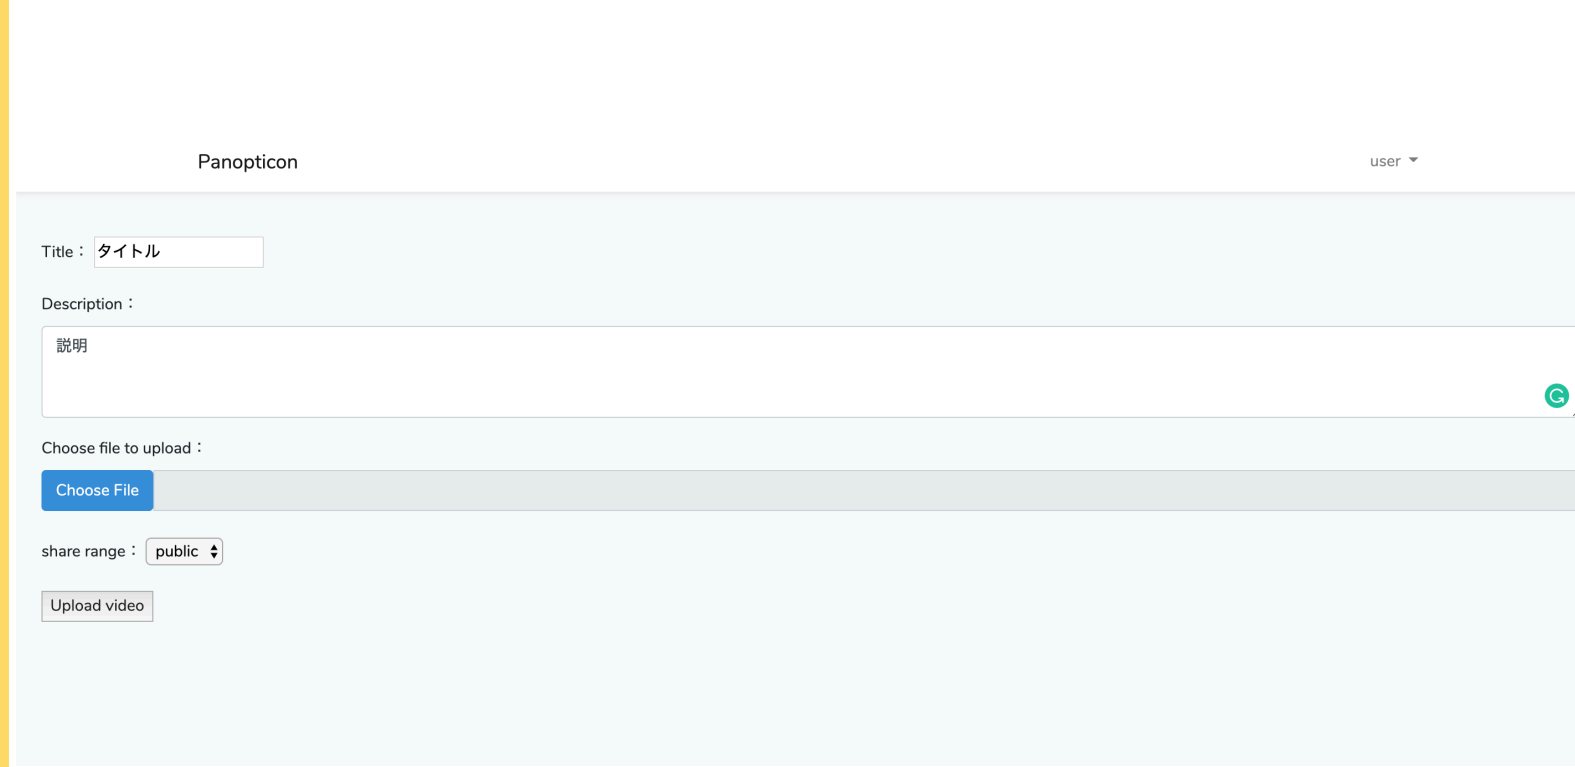 Panopticon
user
Title： タイトル
Description：
説明
Choose file to upload：
Choose File
share range： public
Upload video